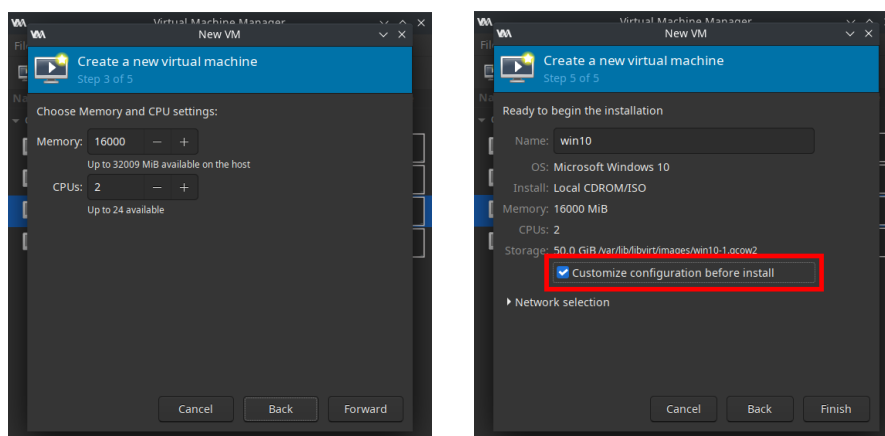 Virtual Machine Manager
New VM
Create a new virtual machine
Step 3 of 5
Choose Memory and CPU settings:
Memory: 16000 − +
Up to 32009 MiB available on the host
CPUs: 2 − +
Up to 24 available
Cancel Back Forward
Virtual Machine Manager
New VM
Create a new virtual machine
Step 5 of 5
Ready to begin the installation
Name: win10
OS: Microsoft Windows 10
Install: Local CDROM/ISO
Memory: 16000 MiB
CPUs: 2
Storage: 50.0 GiB /var/lib/libvirt/images/win10-1.qcow2
Customize configuration before install
Network selection
Cancel Back Finish